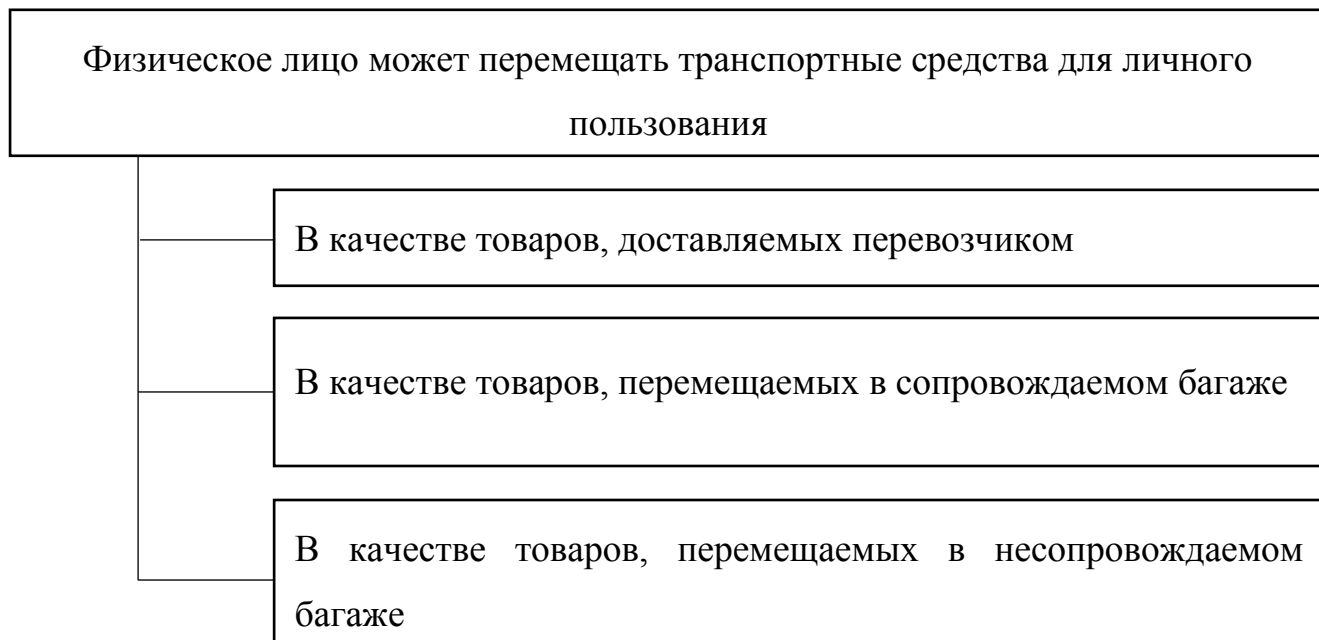 Физическое лицо может перемещать транспортные средства для личного
пользования
В качестве товаров, доставляемых перевозчиком
В качестве товаров, перемещаемых в сопровождаемом багаже
В качестве товаров, перемещаемых в несопровождаемом
багаже